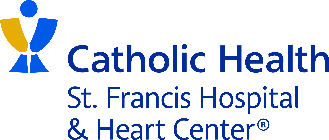 Catholic Health
St. Francis Hospital
& Heart Center®